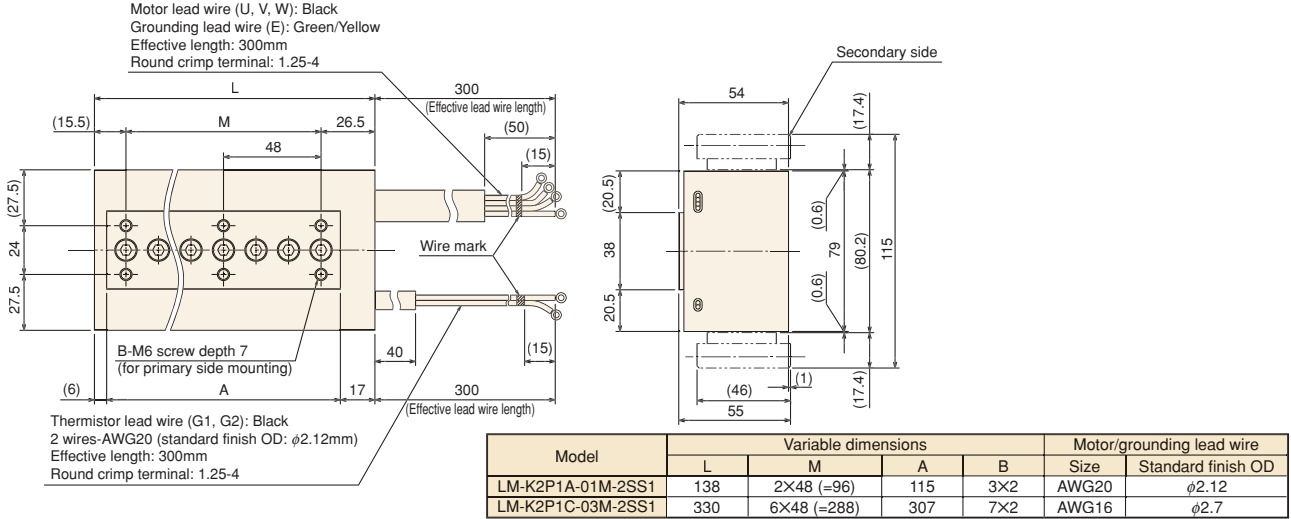 Motor lead wire (U, V, W): Black
Grounding lead wire (E): Green/Yellow
Effective length: 300mm
Round crimp terminal: 1.25-4
Secondary side
L
300
(Effective lead wire length)
54
(17.4)
(15.5)
M
26.5
(50)
48
(15)
(27.5)
24
27.5
Wire mark
(20.5)
38
20.5
(0.6)
(0.6)
79
(80.2)
115
B-M6 screw depth 7
(for primary side mounting)
40
(15)
(6)
A
17
300
(Effective lead wire length)
(46)
(1)
55
(17.4)
Thermistor lead wire (G1, G2): Black
2 wires-AWG20 (standard finish OD: ϕ2.12mm)
Effective length: 300mm
Round crimp terminal: 1.25-4
Model Variable dimensions Motor/grounding lead wire
L M A B Size Standard finish OD
LM-K2P1A-01M-2SS1 138 2×48 (=96) 115 3×2 AWG20 ϕ2.12
LM-K2P1C-03M-2SS1 330 6×48 (=288) 307 7×2 AWG16 ϕ2.7